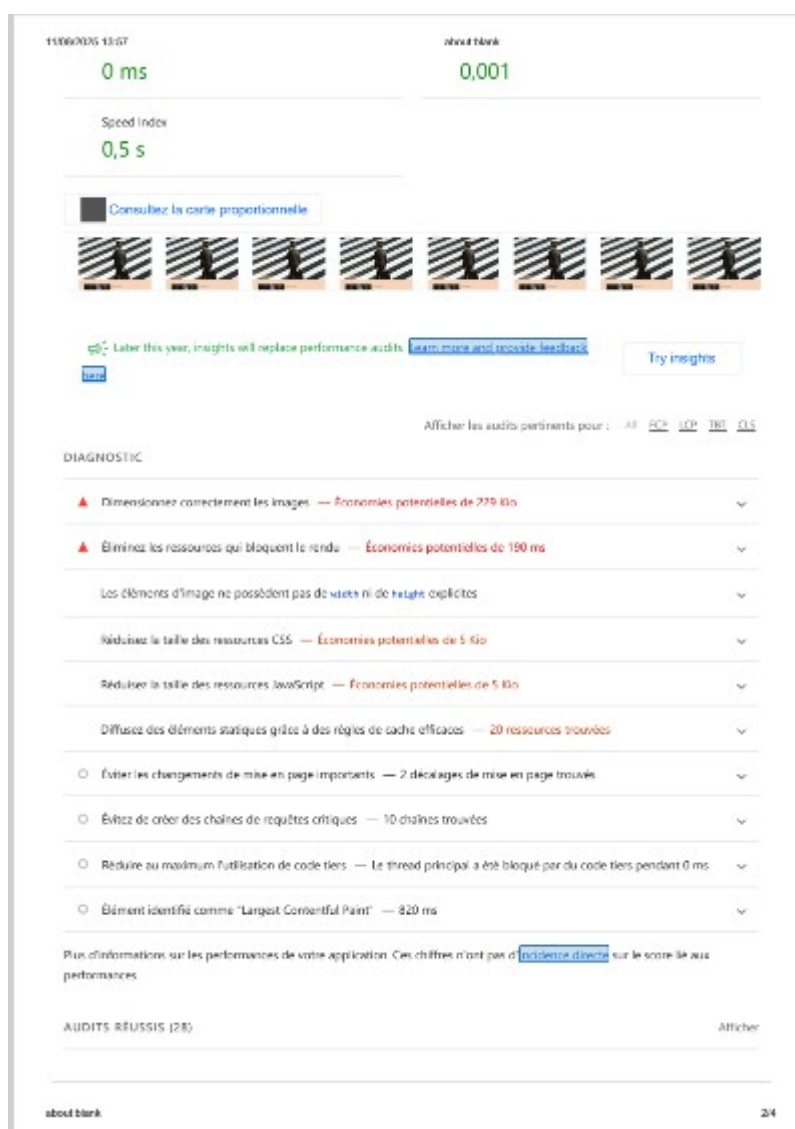 11/08/2025 13:57 about:blank
0 ms 0,001
Speed Index
0,5 s
Consultez la carte proportionnelle
Later this year, insights will replace performance audits. Learn more and provide feedback
here
Try insights
Afficher les audits pertinents pour : All FCP LCP TBT CLS
DIAGNOSTIC
Dimensionnez correctement les images — Économies potentielles de 229 Kio
Éliminez les ressources qui bloquent le rendu — Économies potentielles de 190 ms
Les éléments d'image ne possèdent pas de width ni de height explicites
Réduisez la taille des ressources CSS — Économies potentielles de 5 Kio
Réduisez la taille des ressources JavaScript — Économies potentielles de 5 Kio
Diffusez des éléments statiques grâce à des règles de cache efficaces — 20 ressources trouvées
Éviter les changements de mise en page importants — 2 décalages de mise en page trouvés
Évitez de créer des chaînes de requêtes critiques — 10 chaînes trouvées
Réduire au maximum l'utilisation de code tiers — Le thread principal a été bloqué par du code tiers pendant 0 ms
Élément identifié comme "Largest Contentful Paint" — 820 ms
Plus d'informations sur les performances de votre application. Ces chiffres n'ont pas d'incidence directe sur le score lié aux
performances.
AUDITS RÉUSSIS (28) Afficher
about:blank 2/4